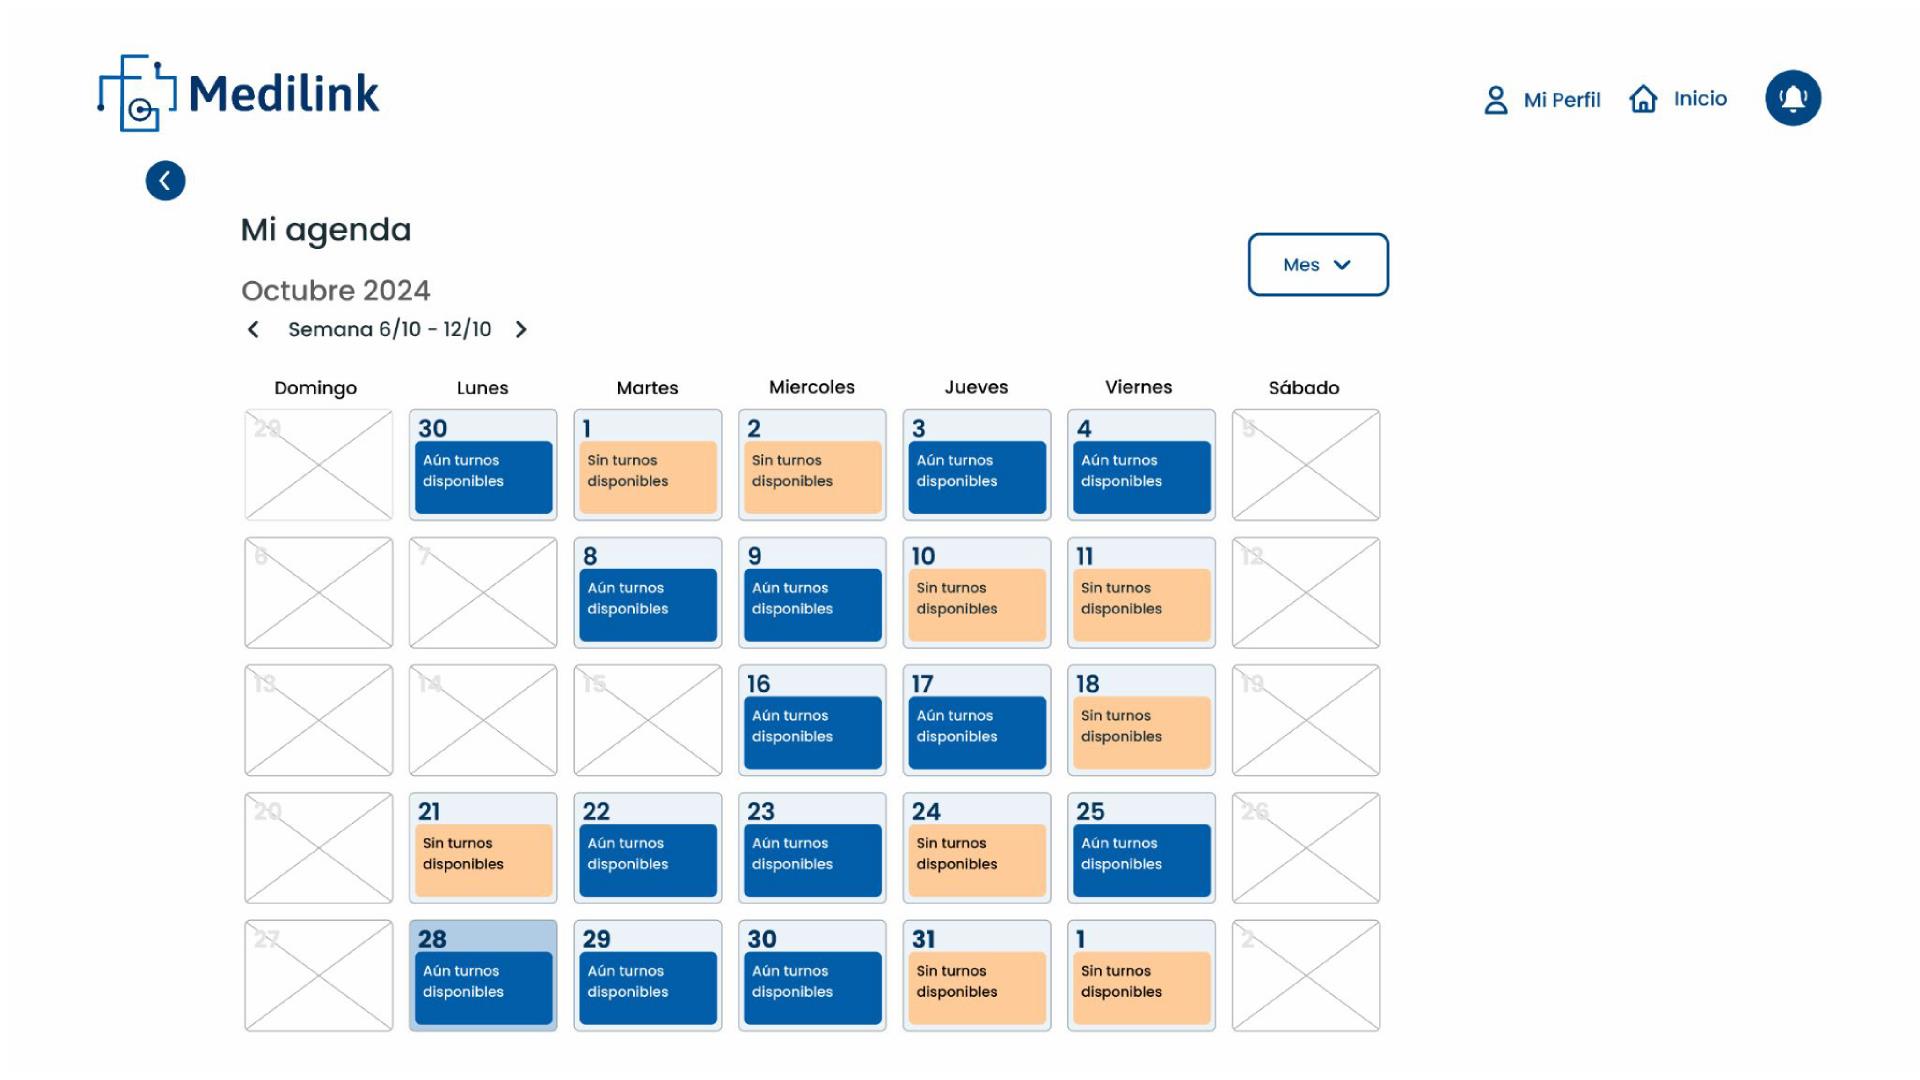 Medilink
Mi Perfil
Inicio
Mi agenda
Mes
Octubre 2024
Semana 6/10 - 12/10
Domingo Lunes Martes Miercoles Jueves Viernes Sábado
29 30 1 2 3 4 5
Aún turnos Sin turnos Sin turnos Aún turnos Aún turnos
disponibles disponibles disponibles disponibles disponibles
6 7 8 9 10 11 12
Aún turnos Aún turnos Sin turnos Sin turnos
disponibles disponibles disponibles disponibles
13 14 15 16 17 18 19
Aún turnos Aún turnos Sin turnos
disponibles disponibles disponibles
20 21 22 23 24 25 26
Sin turnos Aún turnos Aún turnos Sin turnos Aún turnos
disponibles disponibles disponibles disponibles disponibles
27 28 29 30 31 1 2
Aún turnos Aún turnos Aún turnos Sin turnos Sin turnos
disponibles disponibles disponibles disponibles disponibles